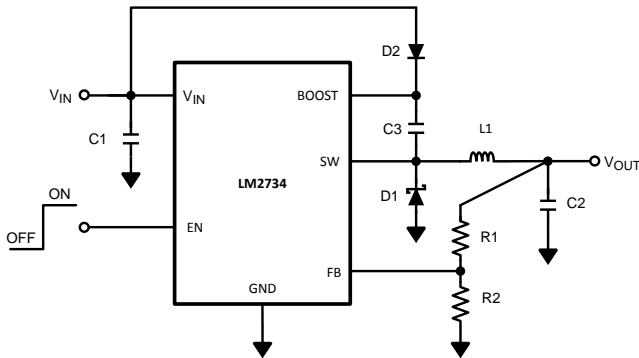 D2
V_IN
V_IN
BOOST
C1
C3
L1
SW
V_OUT
LM2734
D1
C2
ON
OFF
EN
R1
FB
GND
R2